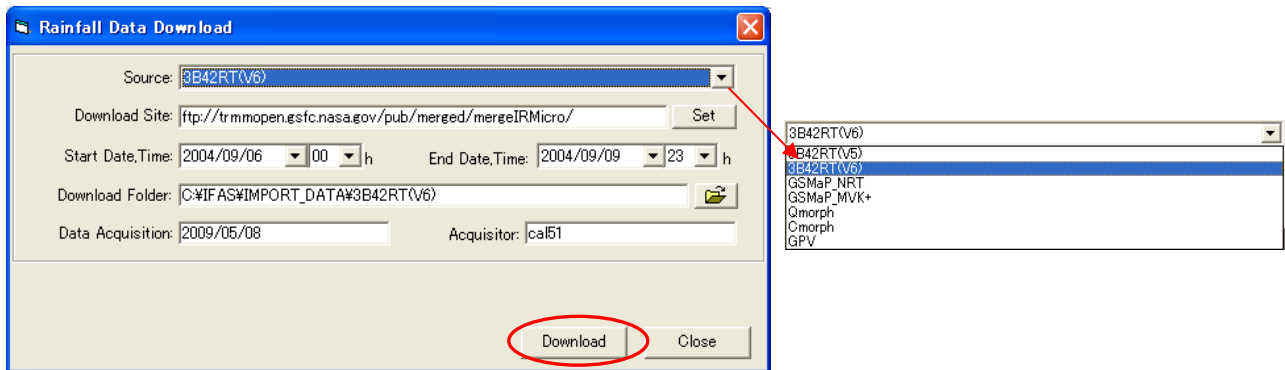 Rainfall Data Download
Source: 3B42RT(V6)
Download Site: ftp://trmmopen.gsfc.nasa.gov/pub/merged/mergeIRMicro/ Set
Start Date,Time: 2004/09/06 00 h End Date,Time: 2004/09/09 23 h
Download Folder: C:¥IFAS¥IMPORT_DATA¥3B42RT(V6)
Data Acquisition: 2009/05/08 Acquisitor: cal51
Download Close
3B42RT(V6)
3B42RT(V5)
3B42RT(V6)
GSMaP_NRT
GSMaP_MVK+
Qmorph
Cmorph
GPV